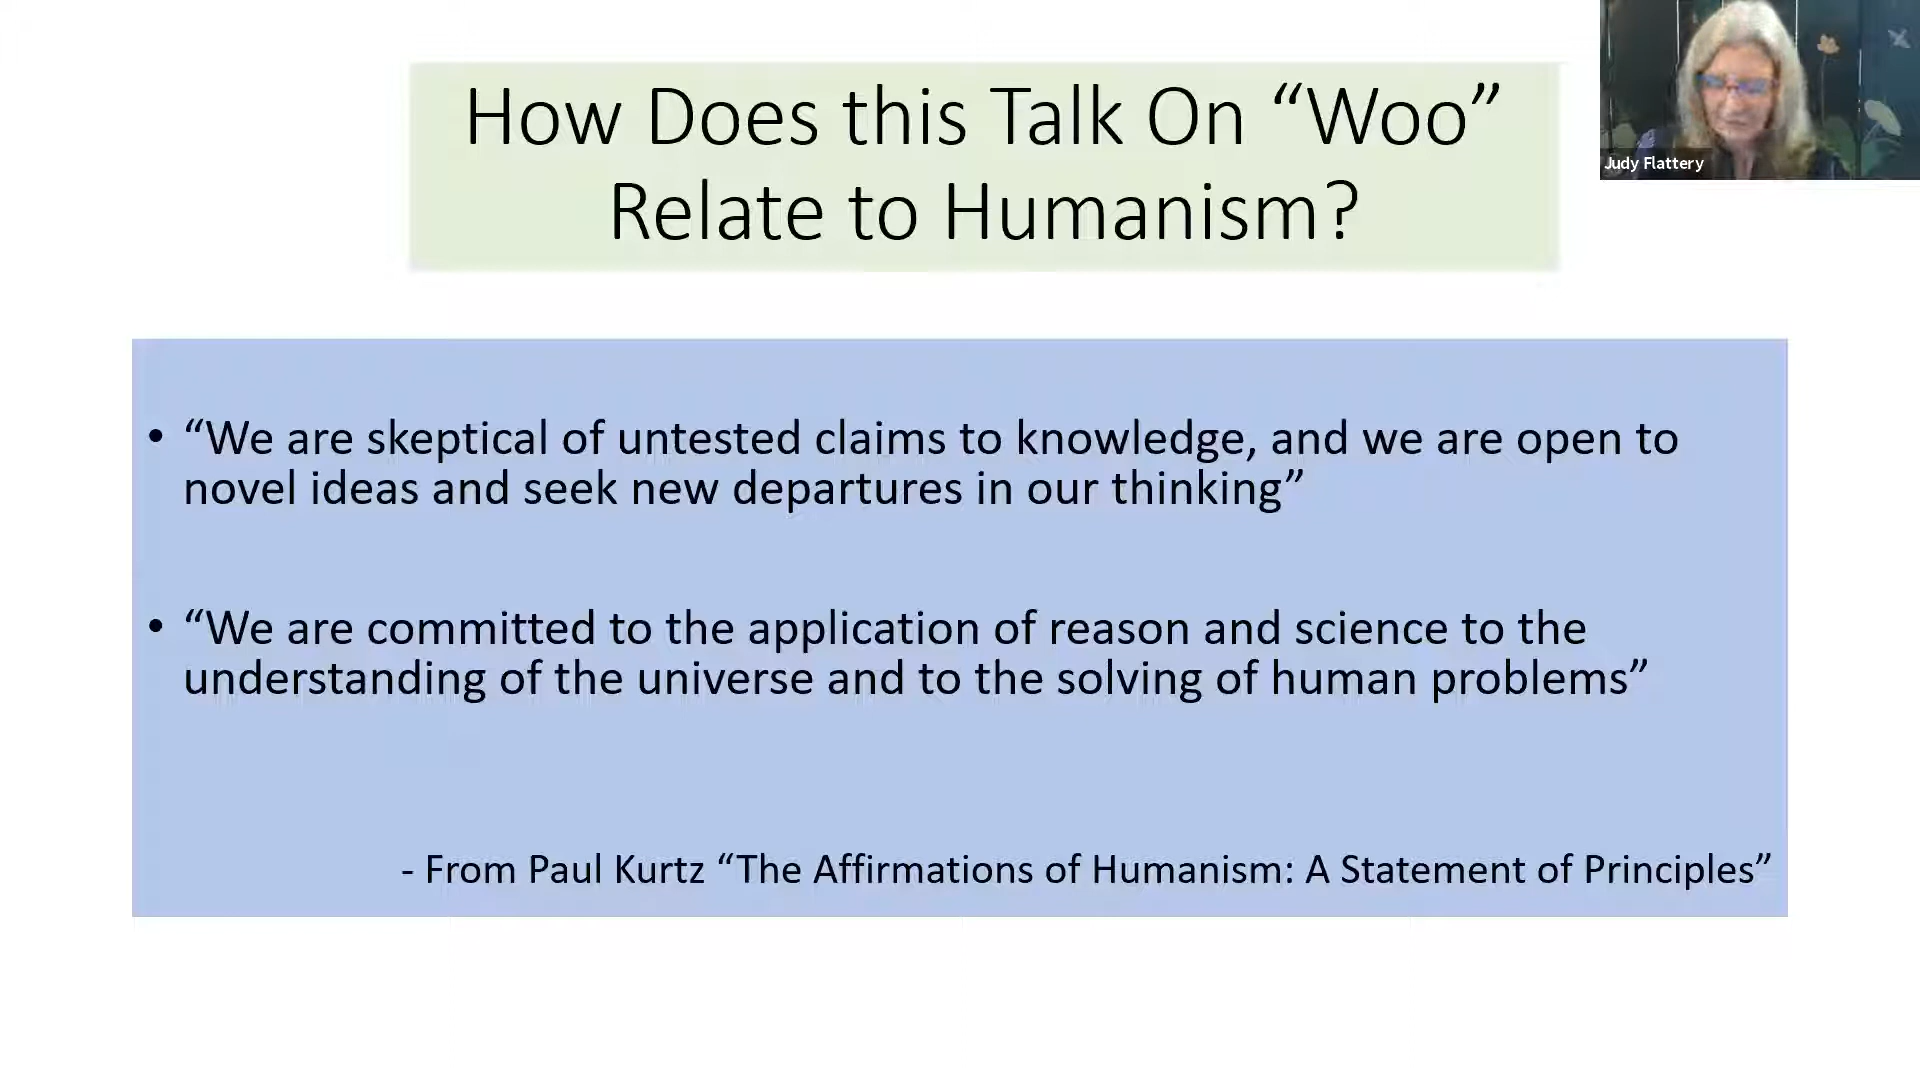 How Does this Talk On “Woo”
Relate to Humanism?
Judy Flattery
• “We are skeptical of untested claims to knowledge, and we are open to
novel ideas and seek new departures in our thinking”
• “We are committed to the application of reason and science to the
understanding of the universe and to the solving of human problems”
- From Paul Kurtz “The Affirmations of Humanism: A Statement of Principles”